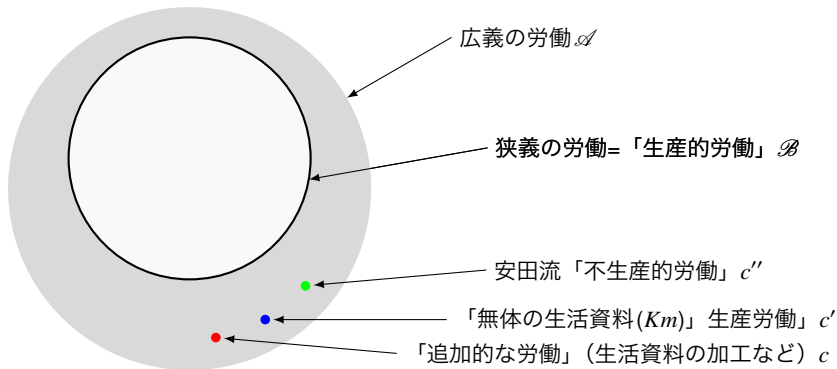 広義の労働𝒜
狭義の労働=「生産的労働」ℬ
安田流「不生産的労働」c′′
「無体の生活資料(Km)」生産労働」c′
「追加的な労働」（生活資料の加工など）c